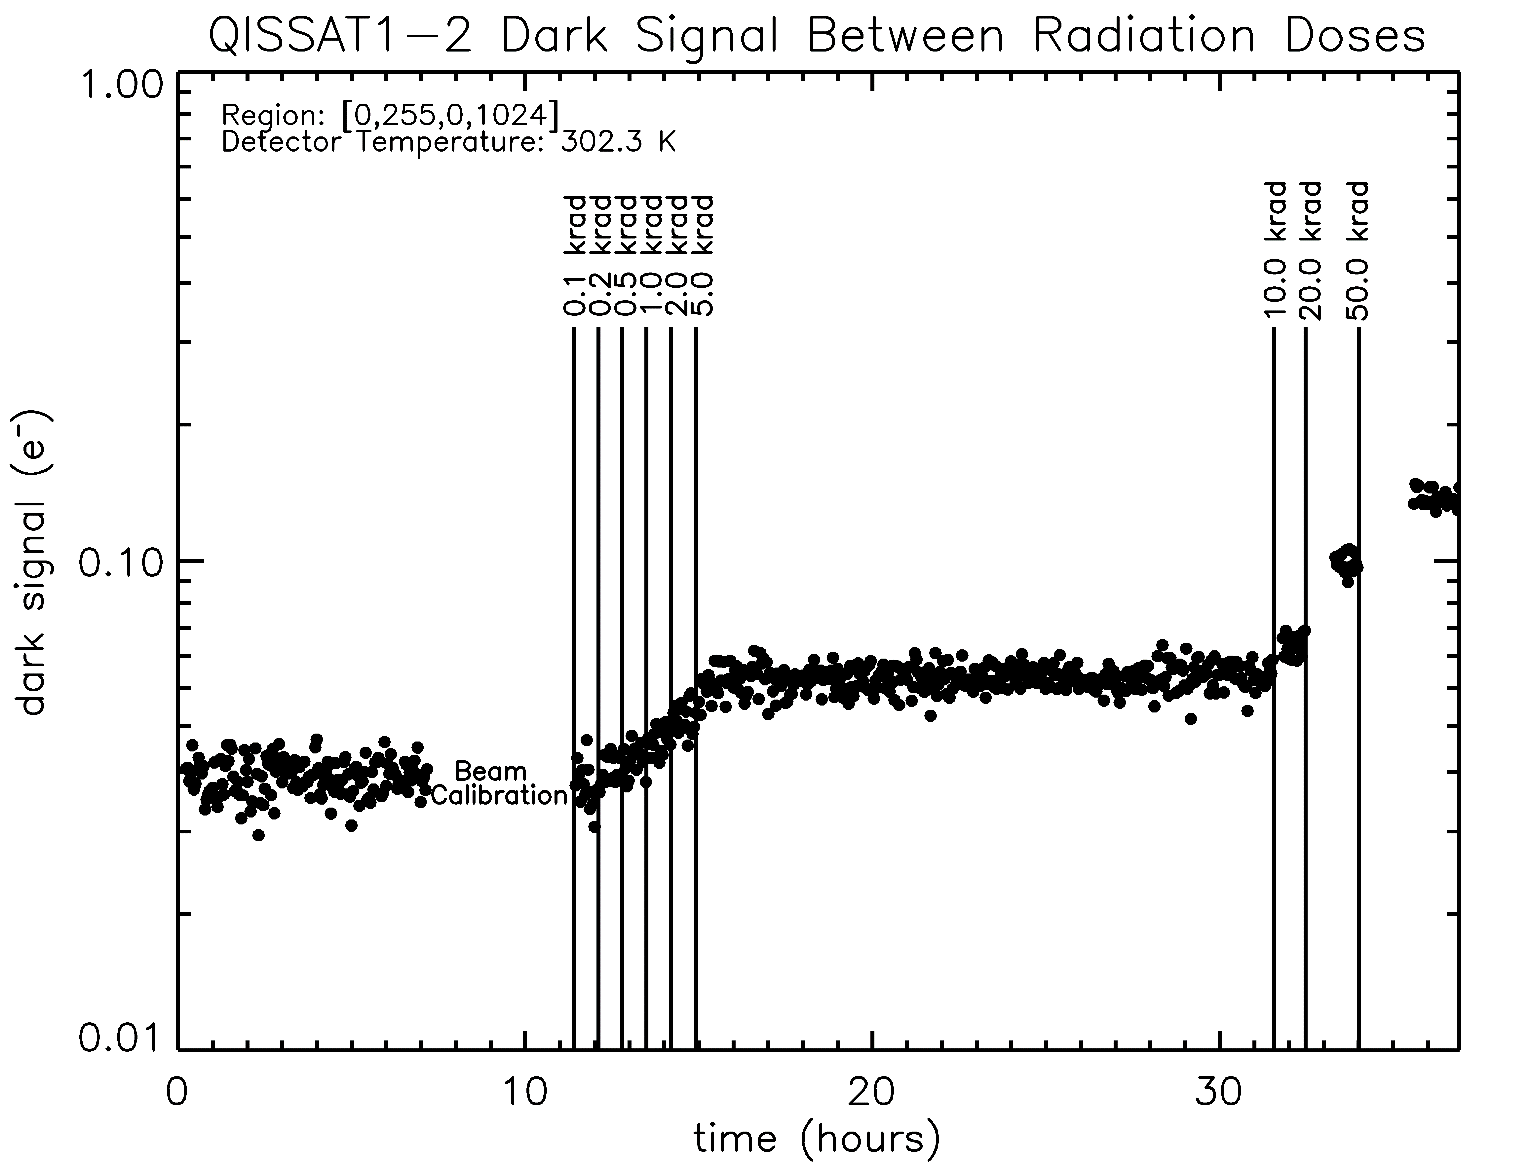 QISSAT1-2 Dark Signal Between Radiation Doses
1.00
Region: [0,255,0,1024]
Detector Temperature: 302.3 K
0.1 krad
0.2 krad
0.5 krad
1.0 krad
2.0 krad
5.0 krad
10.0 krad
20.0 krad
50.0 krad
dark signal (e⁻)
0.10
Beam
Calibration
0.01
0
10
20
30
time (hours)